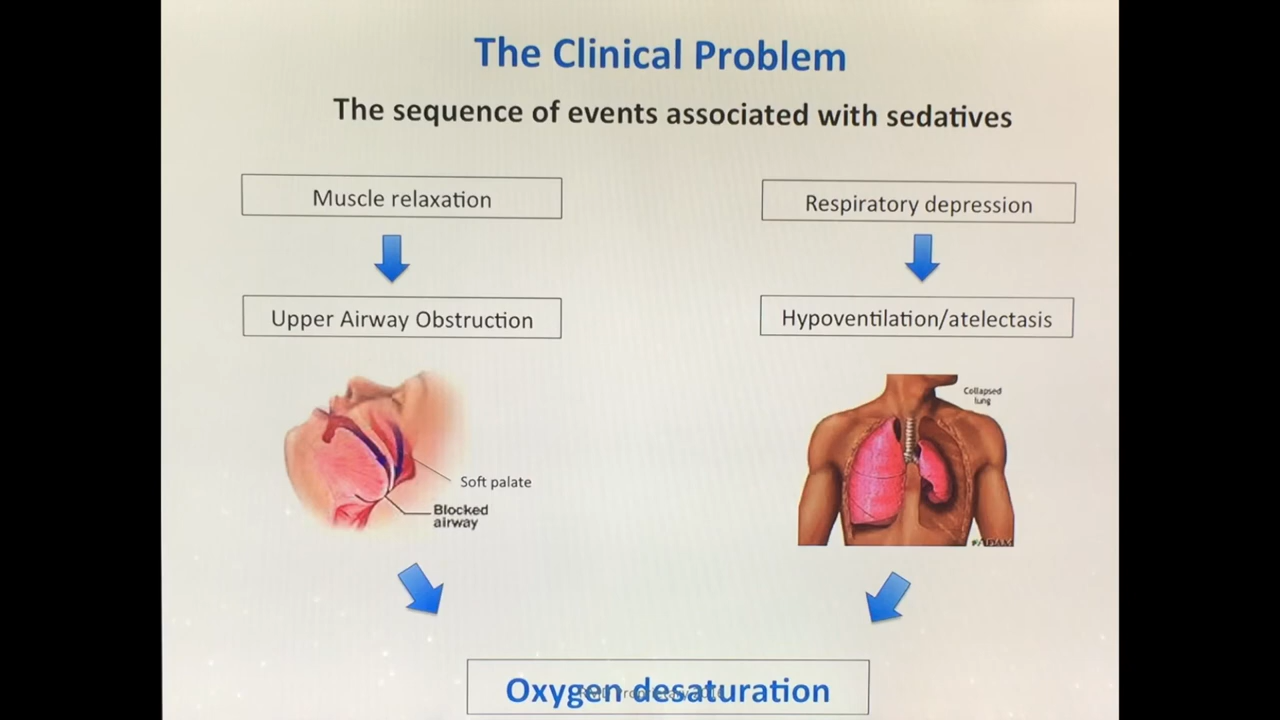 The Clinical Problem
The sequence of events associated with sedatives
Muscle relaxation
Respiratory depression
Upper Airway Obstruction
Hypoventilation/atelectasis
Collapsed
lung
Soft palate
Blocked
airway
Oxygen desaturation